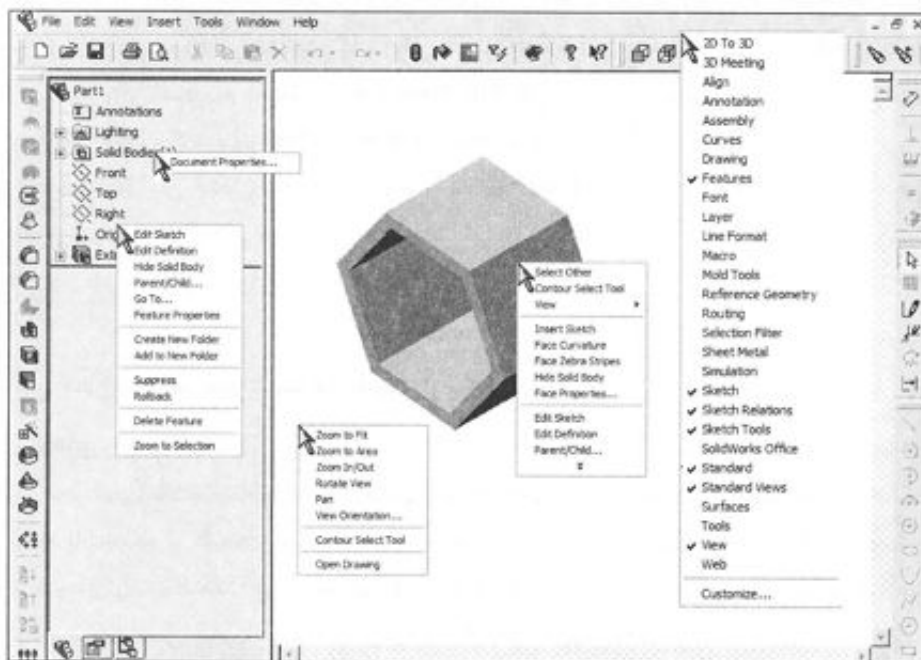 File Edit View Insert Tools Window Help
Part1
Annotations
Lighting
Solid Bodies(1)
Document Properties...
Front
Top
Right
Edit Sketch
Edit Definition
Hide Solid Body
Parent/Child...
Go To...
Feature Properties
Create New Folder
Add to New Folder
Suppress
Rollback
Delete Feature
Zoom to Selection
Zoom to Fit
Zoom to Area
Zoom In/Out
Rotate View
Pan
View Orientation...
Contour Select Tool
Open Drawing
Select Other
Contour Select Tool
View
Insert Sketch
Face Curvature
Face Zebra Stripes
Hide Solid Body
Face Properties...
Edit Sketch
Edit Definition
Parent/Child...
2D To 3D
3D Meeting
Align
Annotation
Assembly
Curves
Drawing
Features
Font
Layer
Line Format
Macro
Mold Tools
Reference Geometry
Routing
Selection Filter
Sheet Metal
Simulation
Sketch
Sketch Relations
Sketch Tools
SolidWorks Office
Standard
Standard Views
Surfaces
Tools
View
Web
Customize...